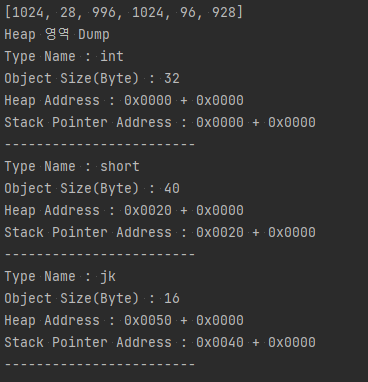 [1024, 28, 996, 1024, 96, 928]
Heap 영역 Dump
Type Name : int
Object Size(Byte) : 32
Heap Address : 0x0000 + 0x0000
Stack Pointer Address : 0x0000 + 0x0000
------------------------
Type Name : short
Object Size(Byte) : 40
Heap Address : 0x0020 + 0x0000
Stack Pointer Address : 0x0020 + 0x0000
------------------------
Type Name : jk
Object Size(Byte) : 16
Heap Address : 0x0050 + 0x0000
Stack Pointer Address : 0x0040 + 0x0000
------------------------